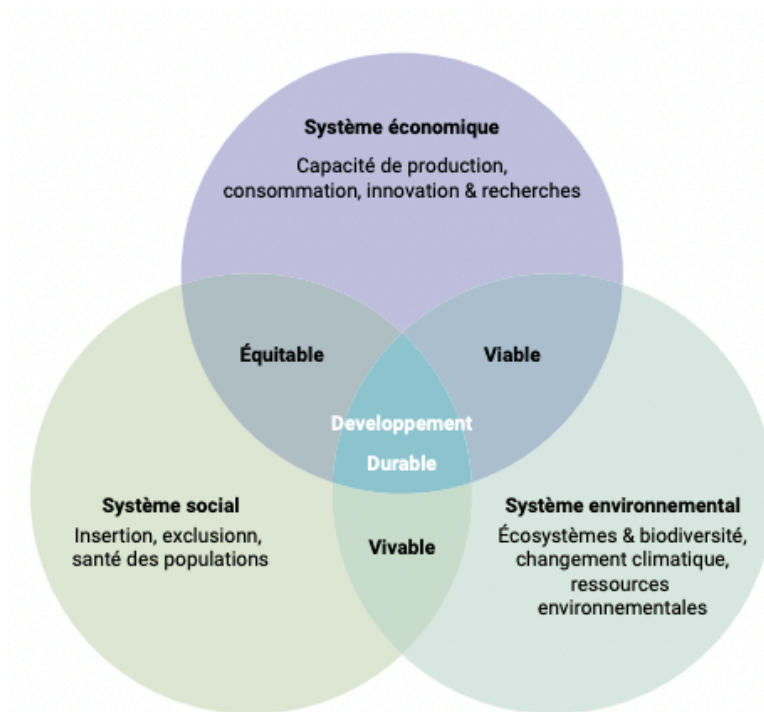 Système économique
Capacité de production,
consommation, innovation & recherches
Équitable
Viable
Developpement
Durable
Système social
Insertion, exclusionn,
santé des populations
Vivable
Système environnemental
Écosystèmes & biodiversité,
changement climatique,
ressources
environnementales